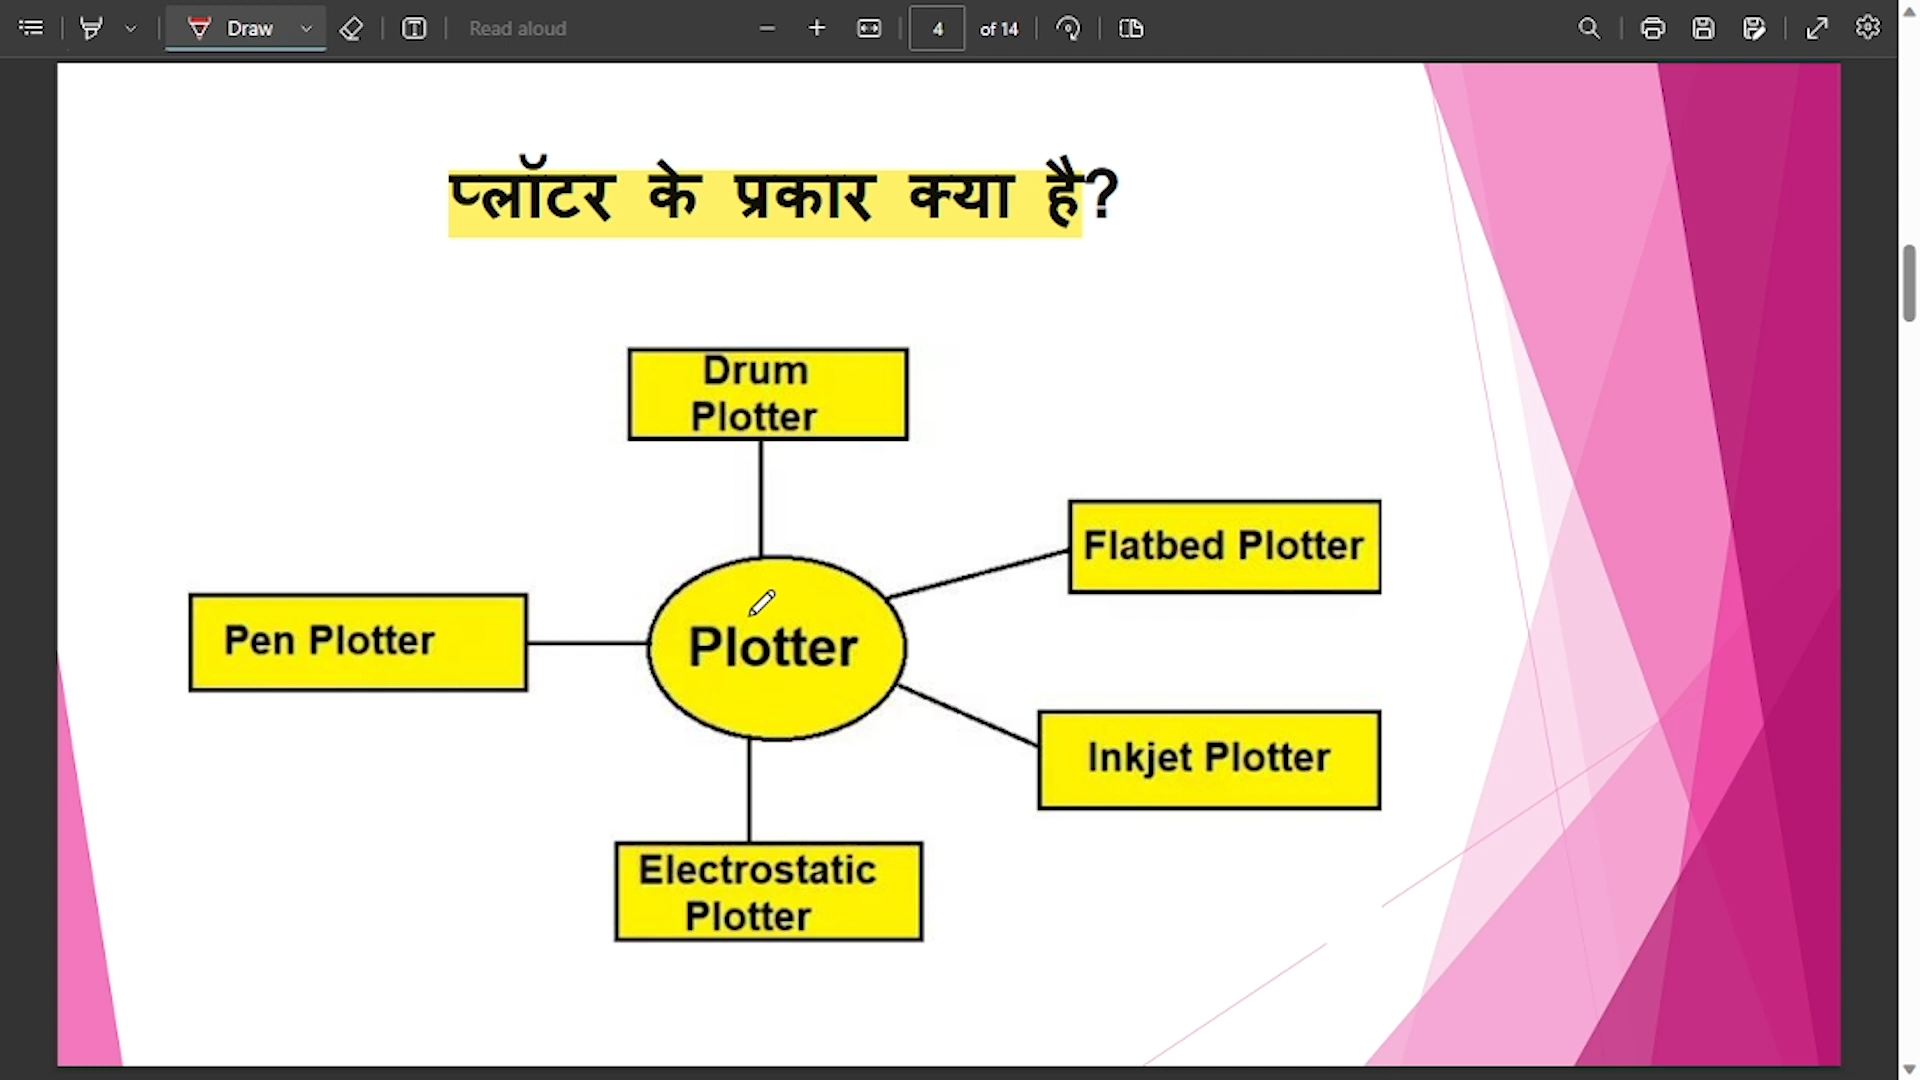 Draw
Read aloud
4
of 14
प्लॉटर के प्रकार क्या है?
Drum
Plotter
Flatbed Plotter
Pen Plotter
Plotter
Inkjet Plotter
Electrostatic
Plotter